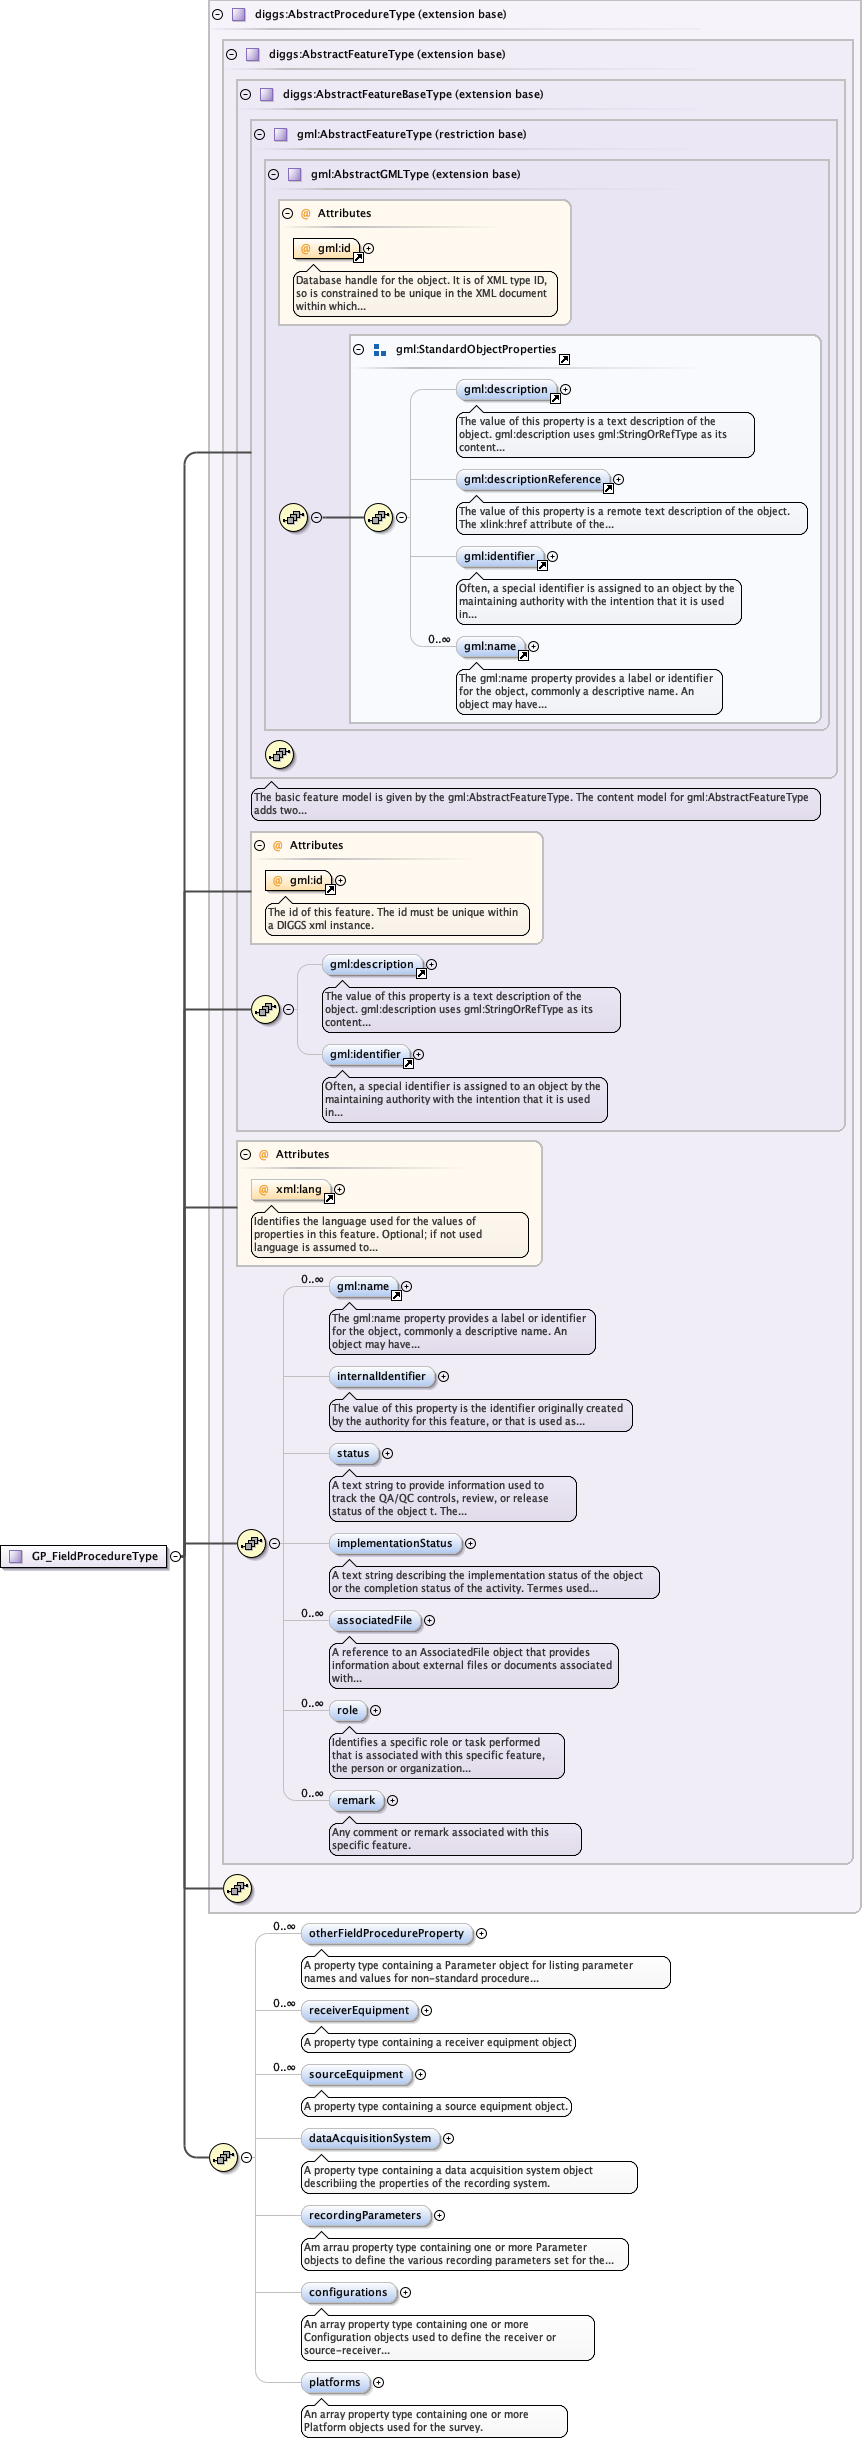 diggs:AbstractProcedureType (extension base)
diggs:AbstractFeatureType (extension base)
diggs:AbstractFeatureBaseType (extension base)
gml:AbstractFeatureType (restriction base)
gml:AbstractGMLType (extension base)
@ Attributes
@ gml:id
Database handle for the object. It is of XML type ID,
so is constrained to be unique in the XML document
within which...
gml:StandardObjectProperties
gml:description
The value of this property is a text description of the
object. gml:description uses gml:StringOrRefType as its
content...
gml:descriptionReference
The value of this property is a remote text description of the object.
The xlink:href attribute of the...
gml:identifier
Often, a special identifier is assigned to an object by the
maintaining authority with the intention that it is used
in...
0..∞
gml:name
The gml:name property provides a label or identifier
for the object, commonly a descriptive name. An
object may have...
The basic feature model is given by the gml:AbstractFeatureType. The content model for gml:AbstractFeatureType
adds two...
@ Attributes
@ gml:id
The id of this feature. The id must be unique within
a DIGGS xml instance.
gml:description
The value of this property is a text description of the
object. gml:description uses gml:StringOrRefType as its
content...
gml:identifier
Often, a special identifier is assigned to an object by the
maintaining authority with the intention that it is used
in...
@ Attributes
@ xml:lang
Identifies the language used for the values of
properties in this feature. Optional; if not used
language is assumed to...
0..∞
gml:name
The gml:name property provides a label or identifier
for the object, commonly a descriptive name. An
object may have...
internalIdentifier
The value of this property is the identifier originally created
by the authority for this feature, or that is used as...
status
A text string to provide information used to
track the QA/QC controls, review, or release
status of the object t. The...
GP_FieldProcedureType
implementationStatus
A text string describing the implementation status of the object
or the completion status of the activity. Termes used...
0..∞
associatedFile
A reference to an AssociatedFile object that provides
information about external files or documents associated
with...
0..∞
role
Identifies a specific role or task performed
that is associated with this specific feature,
the person or organization...
0..∞
remark
Any comment or remark associated with this
specific feature.
0..∞
otherFieldProcedureProperty
A property type containing a Parameter object for listing parameter
names and values for non-standard procedure...
0..∞
receiverEquipment
A property type containing a receiver equipment object
0..∞
sourceEquipment
A property type containing a source equipment object.
dataAcquisitionSystem
A property type containing a data acquisition system object
describiing the properties of the recording system.
recordingParameters
Am arrau property type containing one or more Parameter
objects to define the various recording parameters set for the...
configurations
An array property type containing one or more
Configuration objects used to define the receiver or
source-receiver...
platforms
An array property type containing one or more
Platform objects used for the survey.